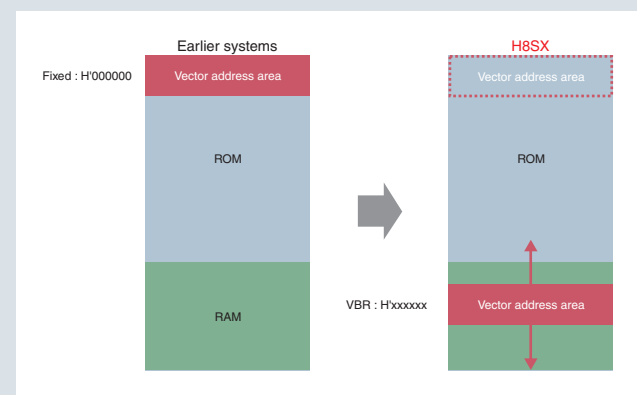 Earlier systems
Fixed : H'000000
Vector address area
ROM
RAM
H8SX
Vector address area
ROM
VBR : H'xxxxxx
Vector address area